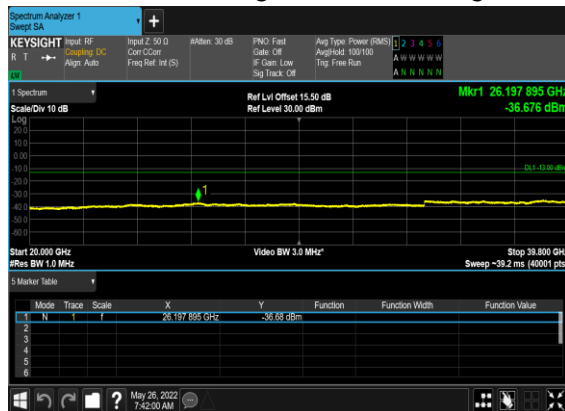 Spectrum Analyzer 1
Swept SA
+
KEYSIGHT Input: RF Input Z: 50 Ω #Atten: 30 dB PNO: Fast Avg Type: Power (RMS) 1 2 3 4 5 6
R T Coupling: DC Corr CCorr Gate: Off Avg|Hold: 100/100 A W W W W W
Align: Auto Freq Ref: Int (S) IF Gain: Low Trig: Free Run
Sig Track: Off A N N N N N
LW
1 Spectrum Ref Lvl Offset 15.50 dB Mkr1 26.197 895 GHz
Scale/Div 10 dB Ref Level 30.00 dBm -36.676 dBm
Log
20.0
10.0
0.00
-10.0 DL1 -13.00 dBm
-20.0
-30.0 1
-40.0
-50.0
-60.0
Start 20.000 GHz Video BW 3.0 MHz* Stop 39.800 GHz
#Res BW 1.0 MHz Sweep ~39.2 ms (40001 pts
5 Marker Table
Mode Trace Scale X Y Function Function Width Function Value
1 N 1 f 26.197 895 GHz -36.68 dBm
2
3
4
5
6
? May 26, 2022
7:42:00 AM